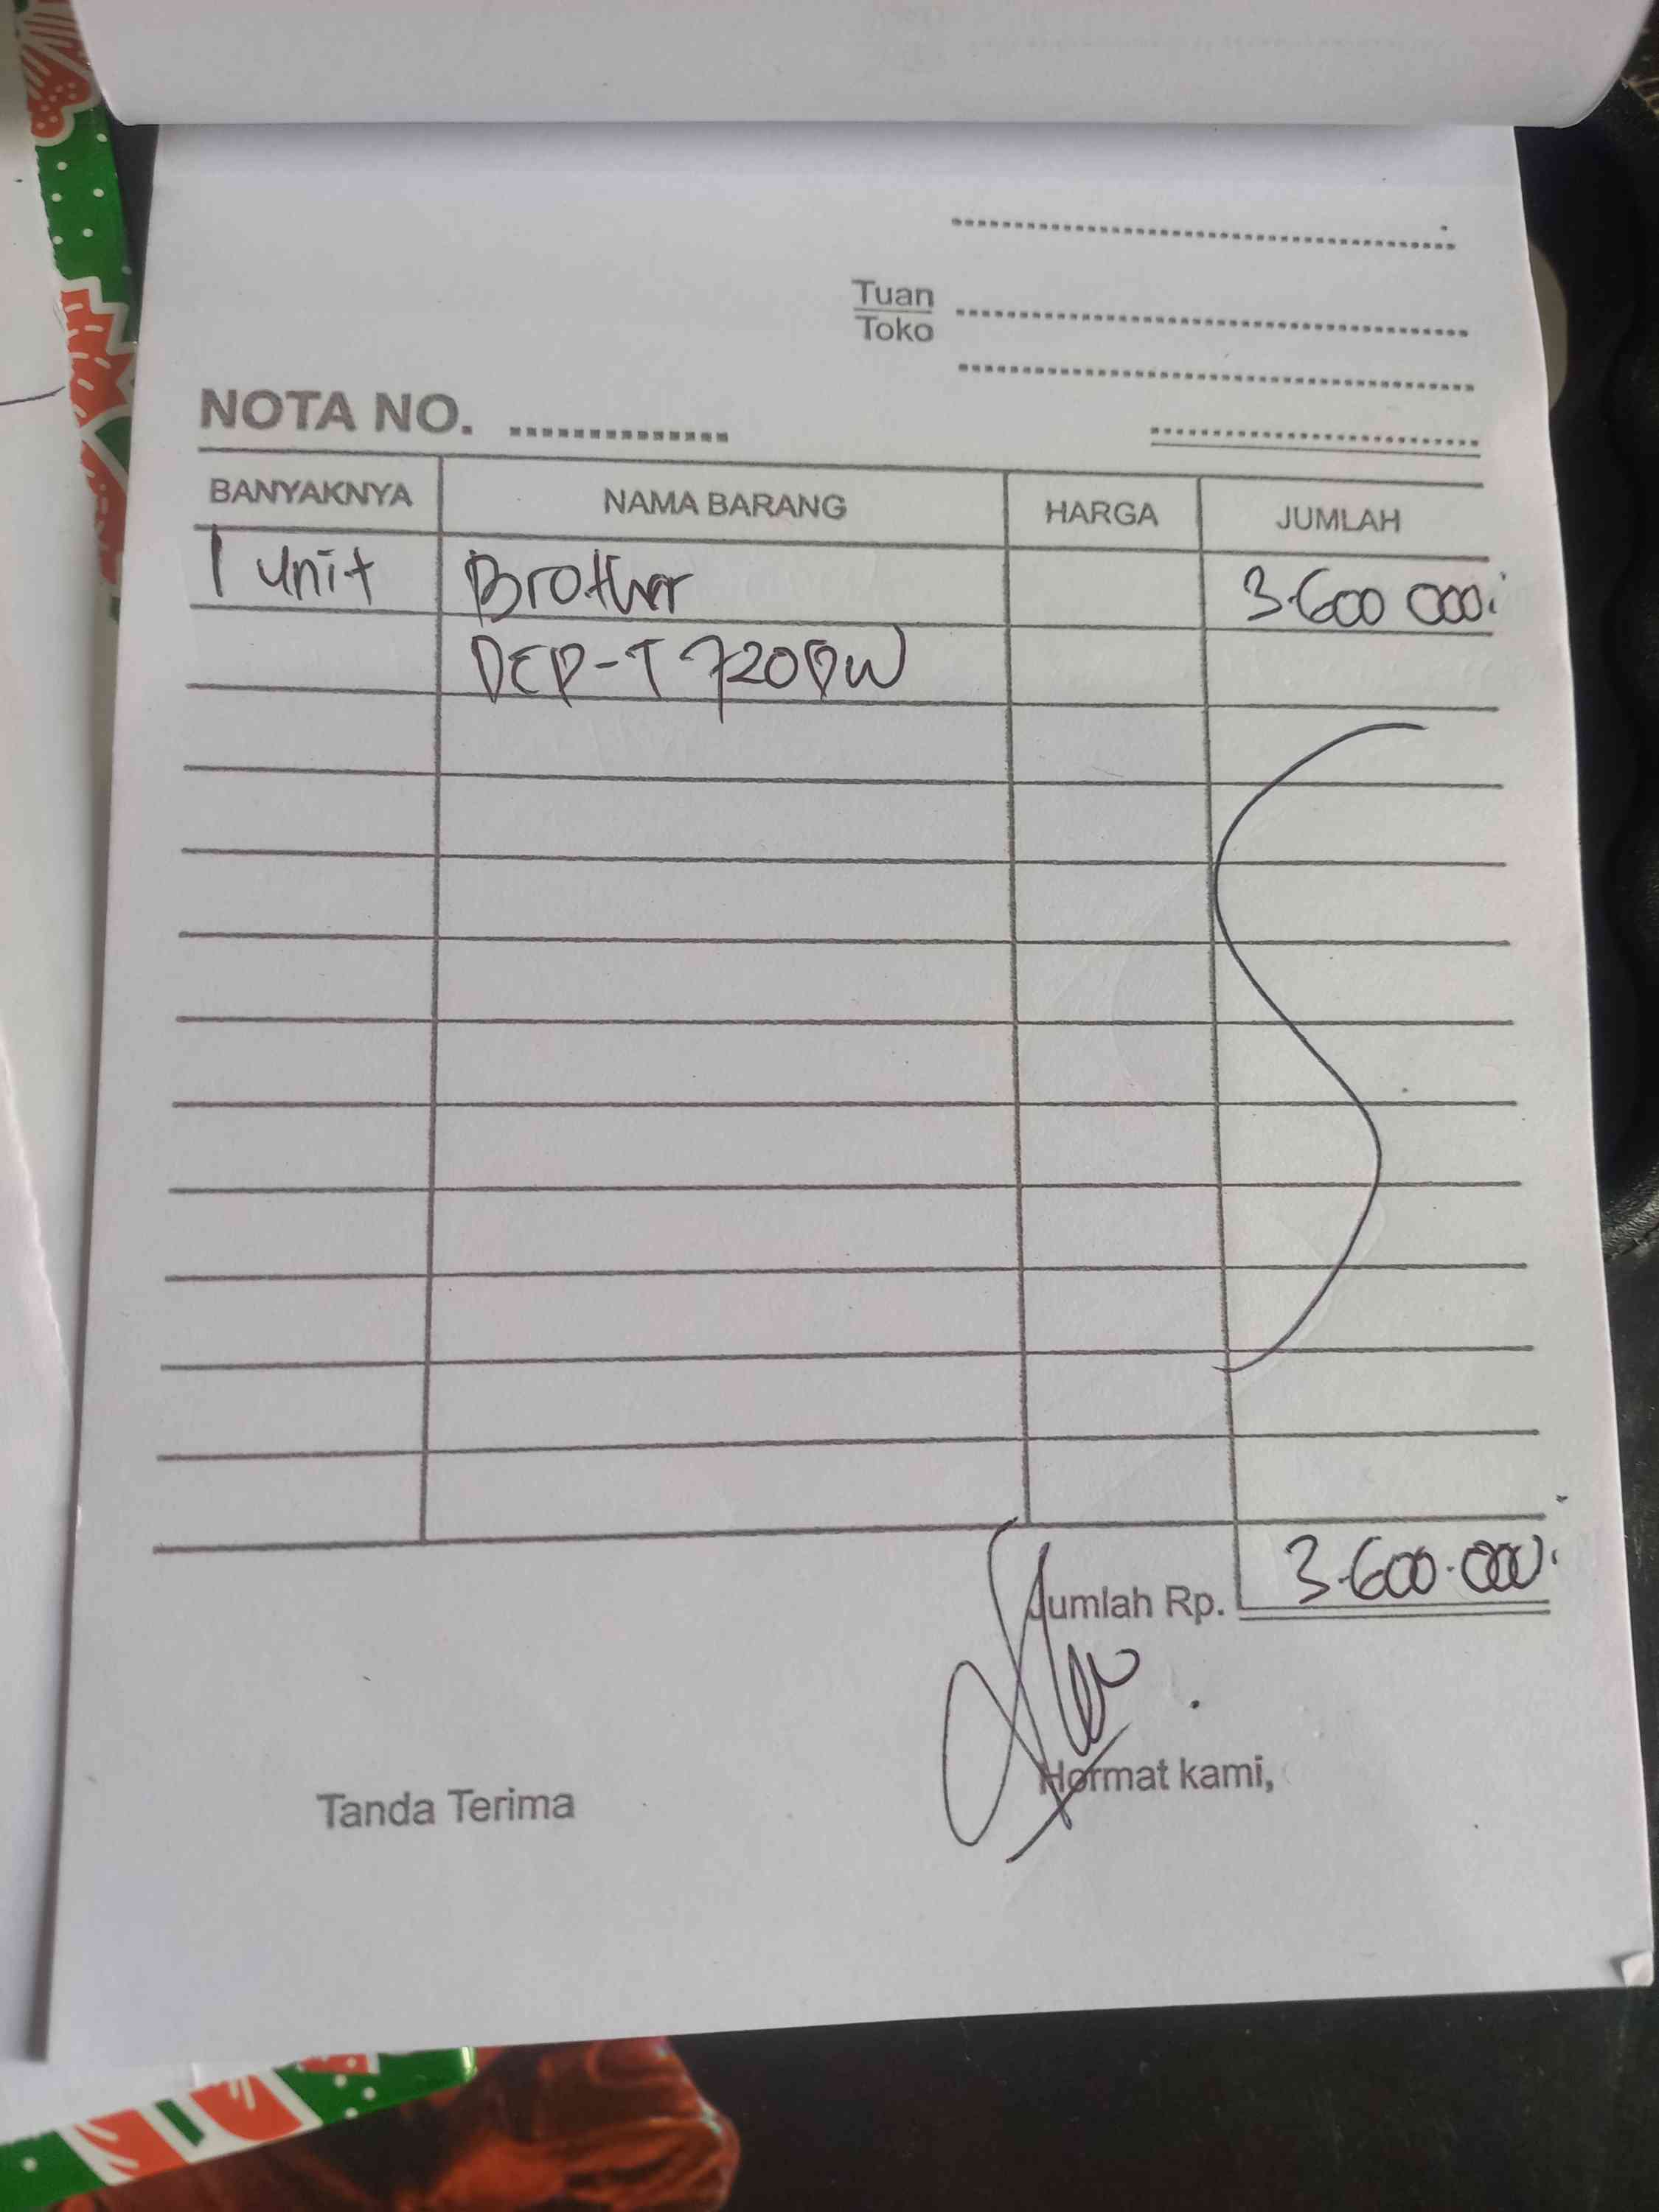 Tuan
Toko
NOTA NO.
BANYAKNYA NAMA BARANG HARGA JUMLAH
1 unit Brother 3.600 000.
DCP-T720DW
Jumlah Rp. 3.600.000.
Tanda Terima Hormat kami,